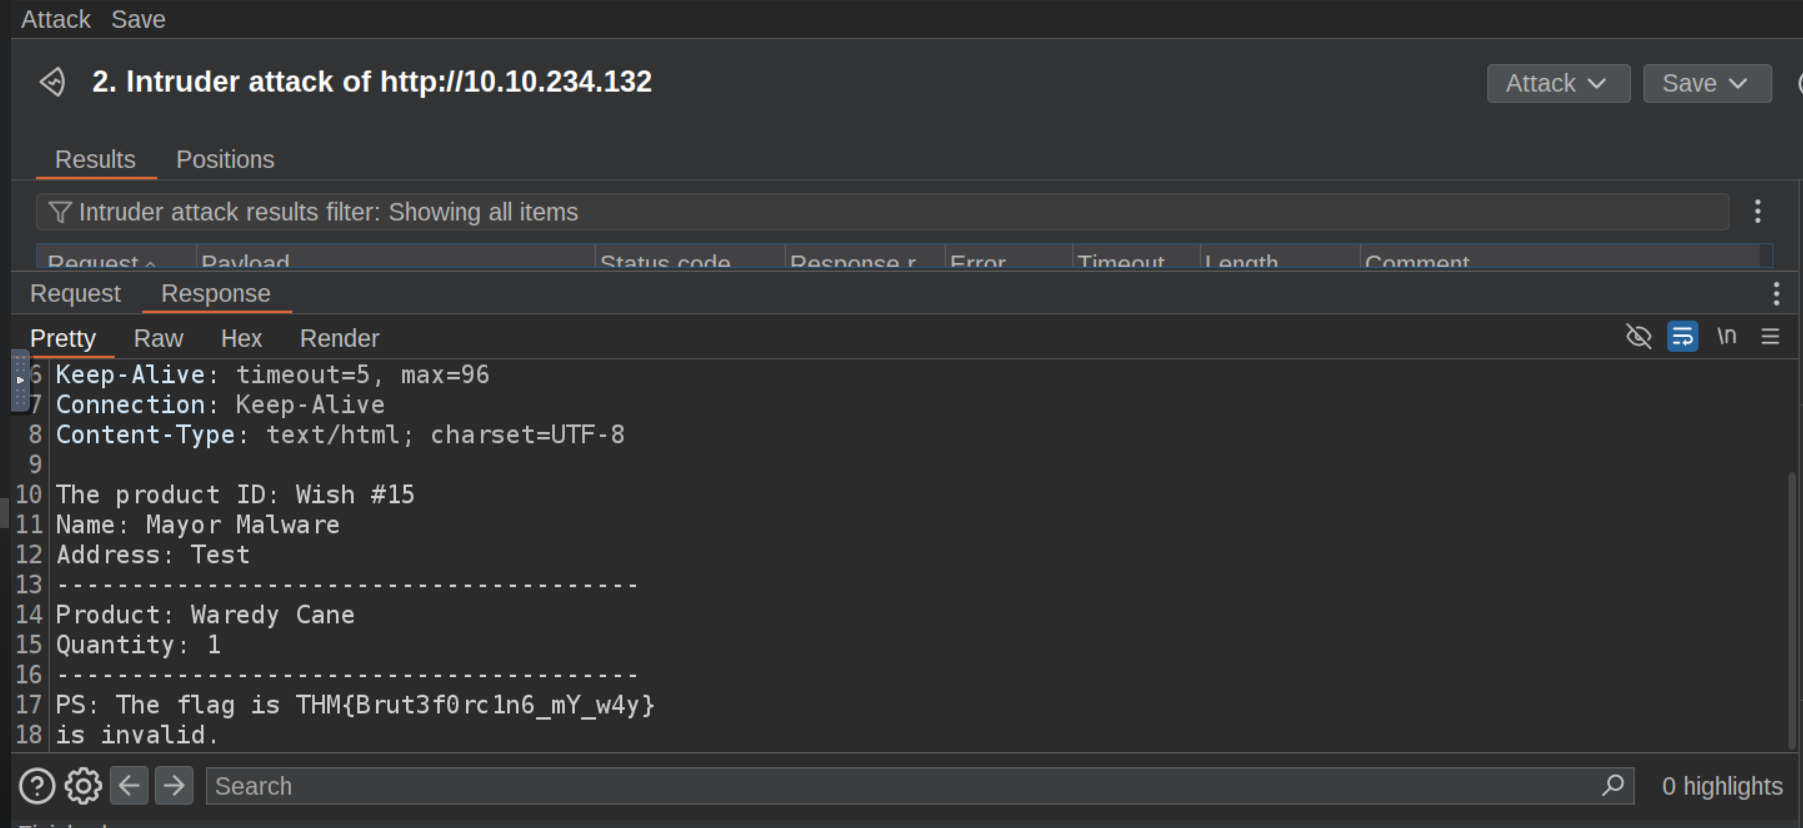 Attack Save
2. Intruder attack of http://10.10.234.132
Attack Save
Results Positions
Intruder attack results filter: Showing all items
Request Payload Status code Response r Error Timeout Length Comment
Request Response
Pretty Raw Hex Render \n
6 Keep-Alive: timeout=5, max=96
7 Connection: Keep-Alive
8 Content-Type: text/html; charset=UTF-8
9
10 The product ID: Wish #15
11 Name: Mayor Malware
12 Address: Test
13 ---------------------------------------
14 Product: Waredy Cane
15 Quantity: 1
16 ---------------------------------------
17 PS: The flag is THM{Brut3f0rc1n6_mY_w4y}
18 is invalid.
Search 0 highlights